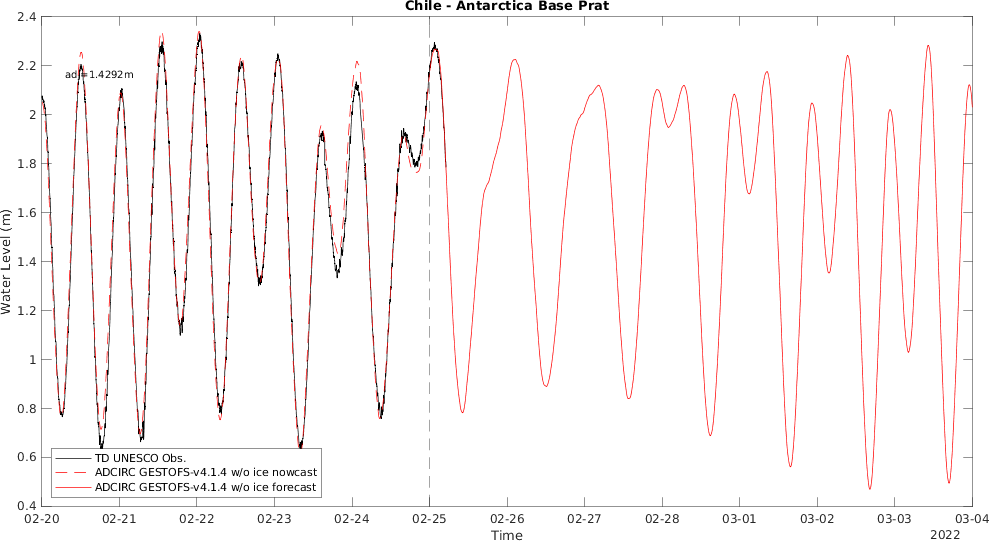 Chile - Antarctica Base Prat
2.4
2.2
2
1.8
1.6
1.4
1.2
1
0.8
0.6
0.4
Water Level (m)
adj=1.4292m
TD UNESCO Obs.
ADCIRC GESTOFS-v4.1.4 w/o ice nowcast
ADCIRC GESTOFS-v4.1.4 w/o ice forecast
02-20 02-21 02-22 02-23 02-24 02-25 02-26 02-27 02-28 03-01 03-02 03-03 03-04
Time
2022